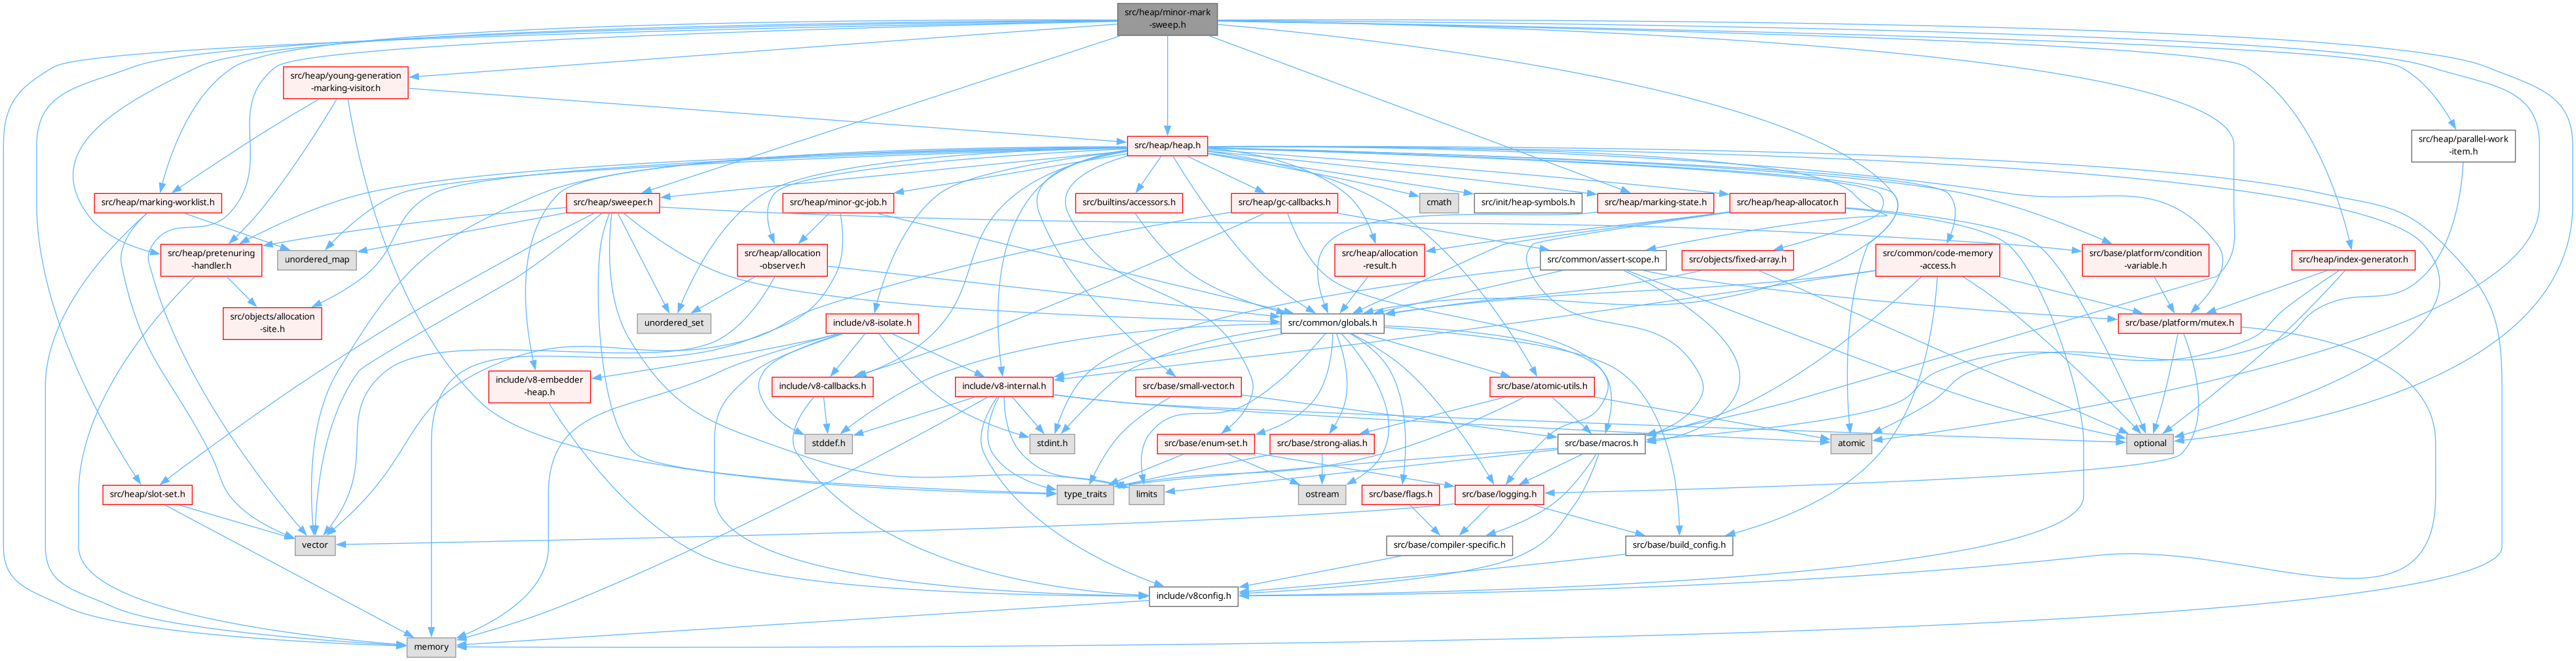 src/heap/minor-mark
-sweep.h
src/heap/young-generation
-marking-visitor.h
src/heap/parallel-work
-item.h
src/heap/heap.h
src/heap/marking-worklist.h
src/heap/sweeper.h
src/heap/minor-gc-job.h
src/builtins/accessors.h
src/heap/gc-callbacks.h
cmath
src/init/heap-symbols.h
src/heap/marking-state.h
src/heap/heap-allocator.h
src/heap/pretenuring
-handler.h
unordered_map
src/heap/allocation
-observer.h
src/heap/allocation
-result.h
src/common/assert-scope.h
src/objects/fixed-array.h
src/common/code-memory
-access.h
src/base/platform/condition
-variable.h
src/heap/index-generator.h
src/objects/allocation
-site.h
unordered_set
include/v8-isolate.h
src/common/globals.h
src/base/platform/mutex.h
include/v8-embedder
-heap.h
include/v8-callbacks.h
include/v8-internal.h
src/base/small-vector.h
src/base/atomic-utils.h
stddef.h
stdint.h
src/base/enum-set.h
src/base/strong-alias.h
src/base/macros.h
atomic
optional
src/heap/slot-set.h
type_traits
limits
ostream
src/base/flags.h
src/base/logging.h
vector
src/base/compiler-specific.h
src/base/build_config.h
include/v8config.h
memory